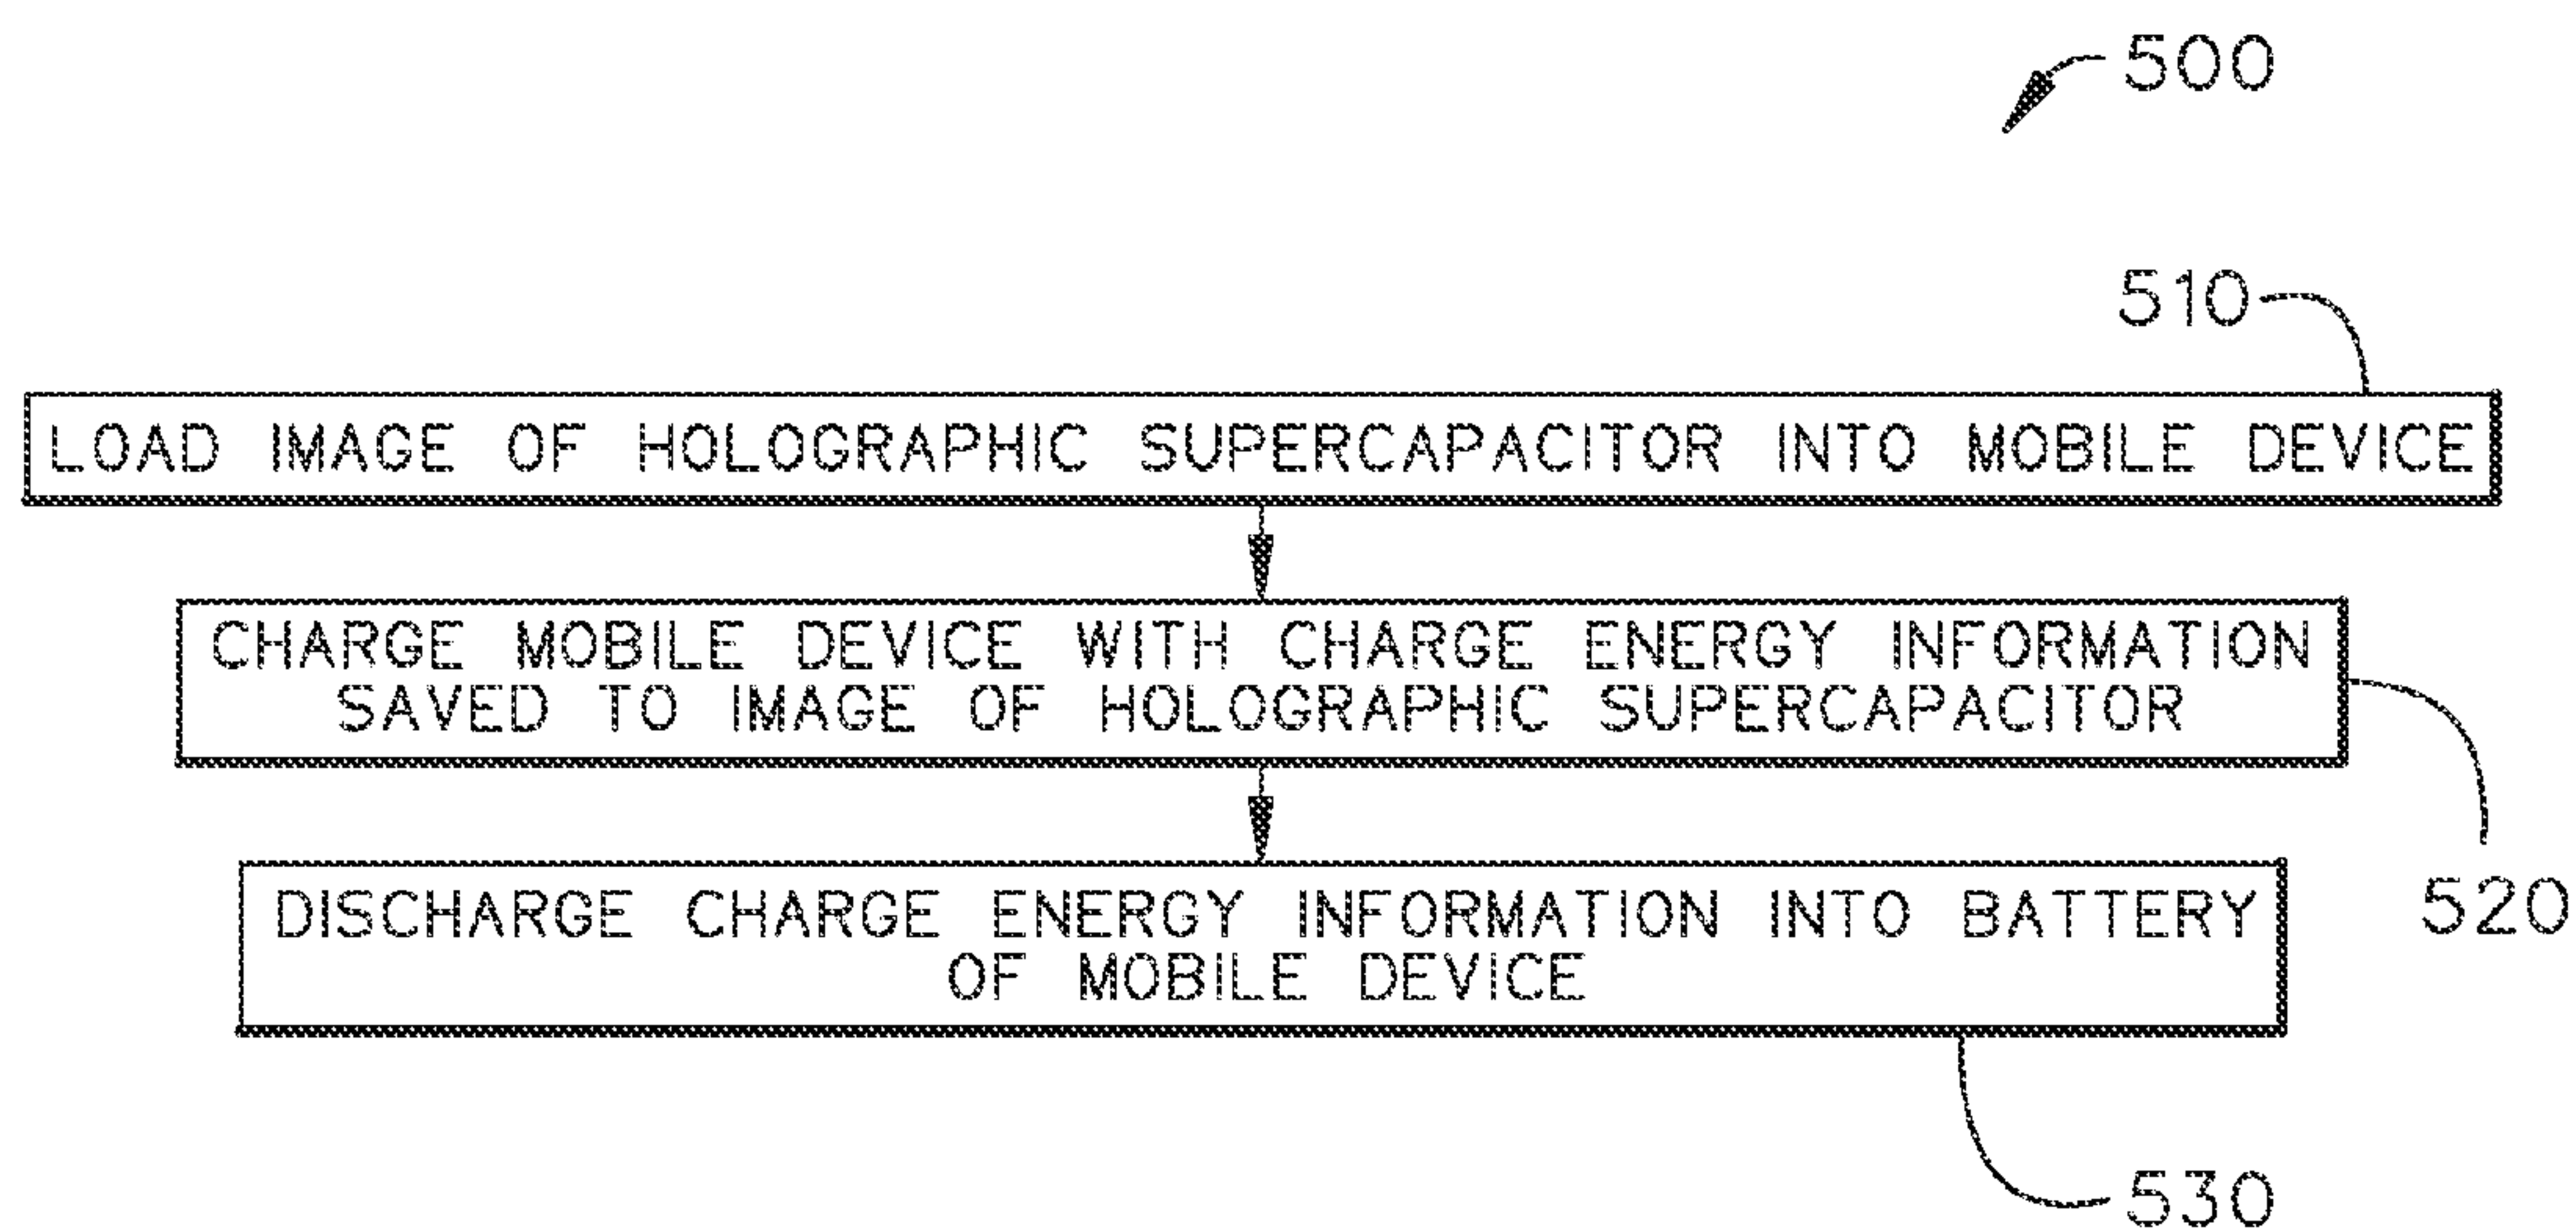 500
510
LOAD IMAGE OF HOLOGRAPHIC SUPERCAPACITOR INTO MOBILE DEVICE
CHARGE MOBILE DEVICE WITH CHARGE ENERGY INFORMATION
SAVED TO IMAGE OF HOLOGRAPHIC SUPERCAPACITOR
520
DISCHARGE CHARGE ENERGY INFORMATION INTO BATTERY
OF MOBILE DEVICE
530